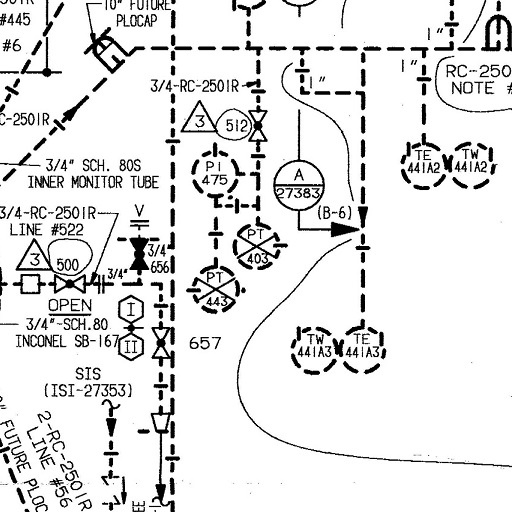 10" FUTURE
PLOCAP
#445
#6
1"
1"
1"
RC-250
NOTE #
3/4-RC-2501R
3
512
C-2501R
TE
441A2
TW
441A2
PI
475
3/4" SCH. 80S
INNER MONITOR TUBE
A
27383
(B-6)
3/4-RC-2501R
LINE #522
V
PT
403
3
500
3/4"
656
3/4"
PT
443
OPEN
I
3/4"-SCH.80
INCONEL SB-167
II
657
TW
441A3
TE
441A3
SIS
(ISI-27353)
2-RC-2501R
LINE #56
" FUTURE PLOC